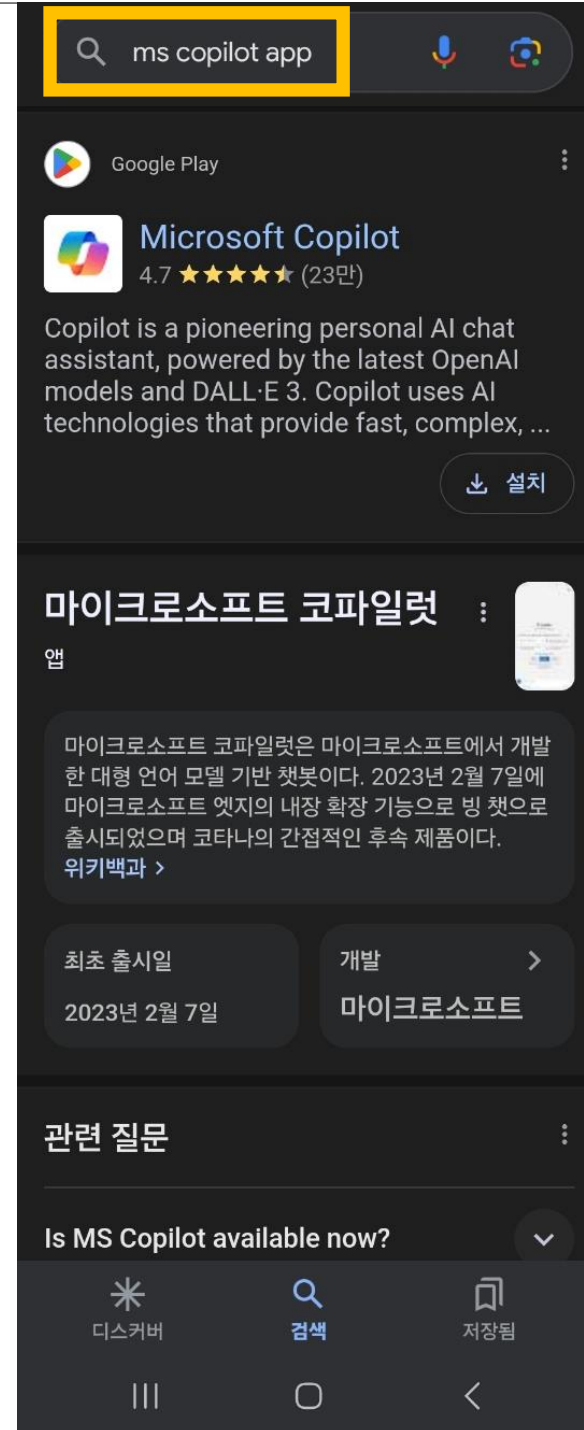 ms copilot app
Google Play
Microsoft Copilot
4.7 ★★★★★ (23만)
Copilot is a pioneering personal AI chat
assistant, powered by the latest OpenAI
models and DALL·E 3. Copilot uses AI
technologies that provide fast, complex, ...
설치
마이크로소프트 코파일럿
앱
마이크로소프트 코파일럿은 마이크로소프트에서 개발
한 대형 언어 모델 기반 챗봇이다. 2023년 2월 7일에
마이크로소프트 엣지의 내장 확장 기능으로 빙 챗으로
출시되었으며 코타나의 간접적인 후속 제품이다.
위키백과 >
최초 출시일
2023년 2월 7일
개발
마이크로소프트
관련 질문
Is MS Copilot available now?
디스커버
검색
저장됨